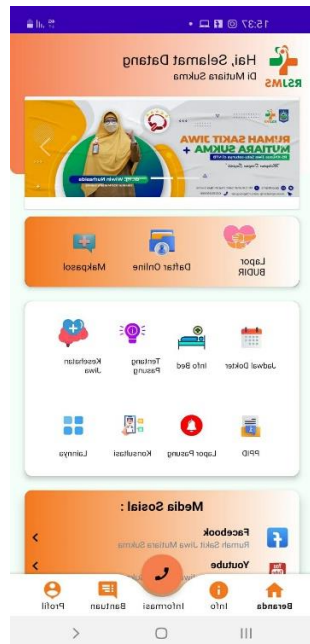 15:37
RSJMS
Hai, Selamat Datang
Di Mutiara Sukma
RUMAH SAKIT JIWA
MUTIARA SUKMA
Lapor
BUDIR
Daftar Online
Makpasol
Jadwal Dokter
Info Bed
Tentang
Pasung
Kesehatan
Jiwa
PPID
Lapor Pasung
Konsultasi
Lainnya
Media Sosial :
Facebook
Rumah Sakit Jiwa Mutiara Sukma
Youtube
Beranda
Info
Informasi
Bantuan
Profil